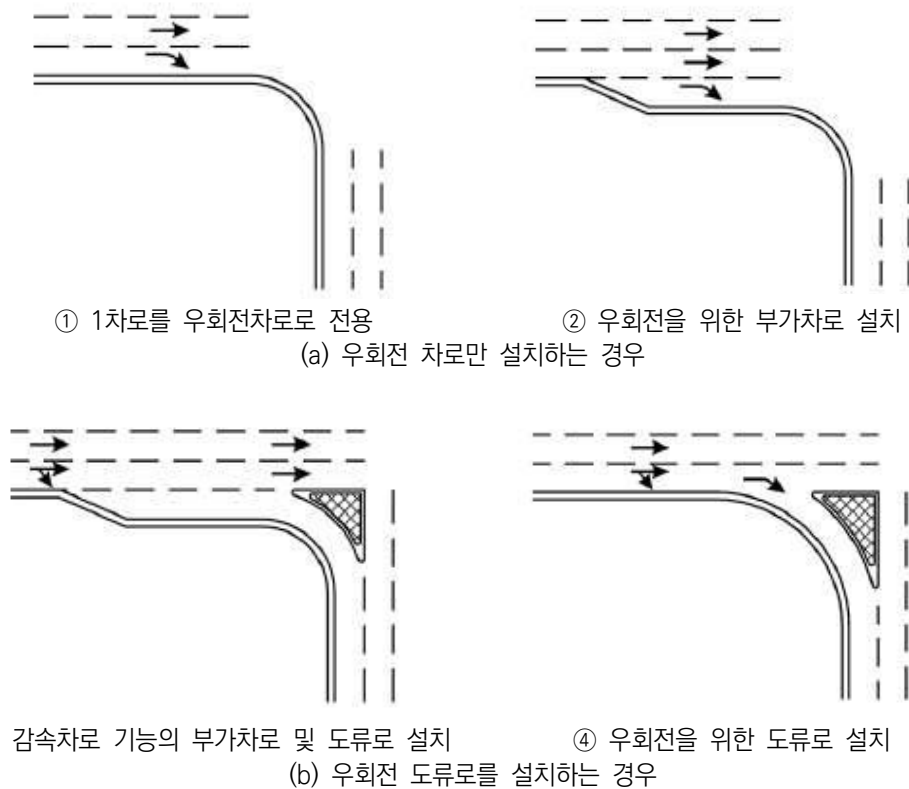 ① 1차로를 우회전차로로 전용
② 우회전을 위한 부가차로 설치
(a) 우회전 차로만 설치하는 경우
감속차로 기능의 부가차로 및 도류로 설치
④ 우회전을 위한 도류로 설치
(b) 우회전 도류로를 설치하는 경우